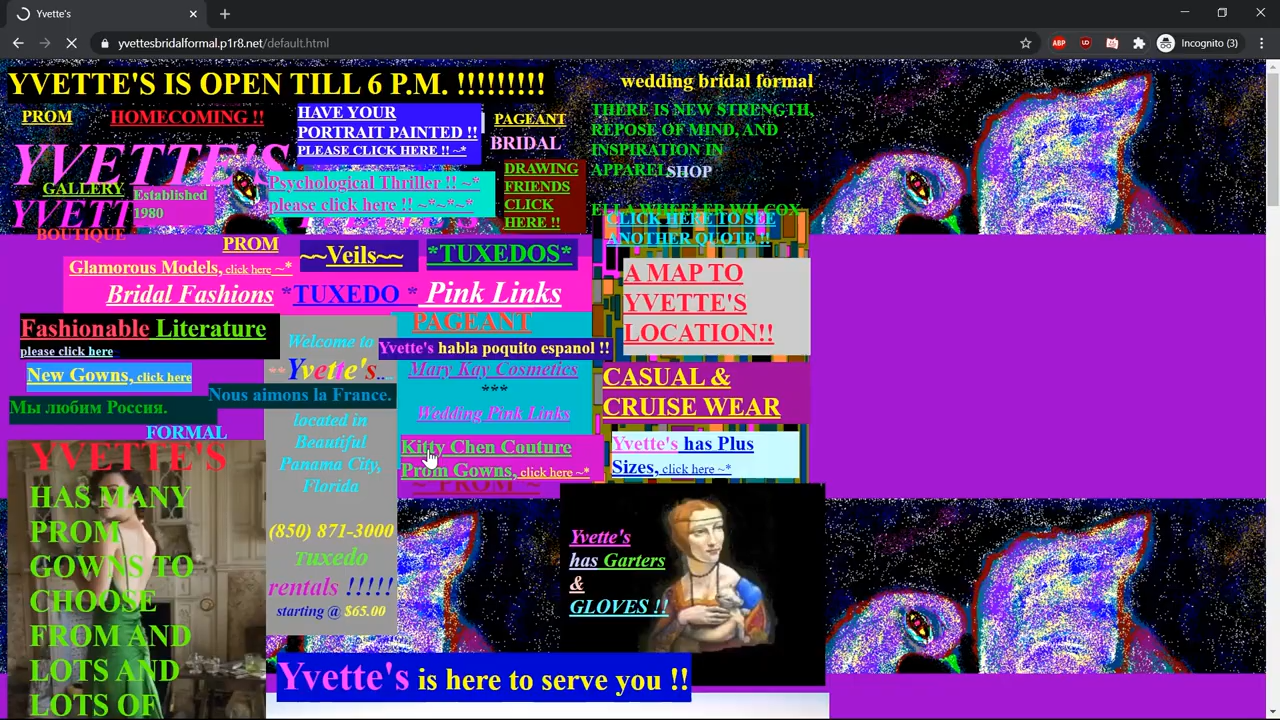 Yvette's
yvettesbridalformal.p1r8.net/default.html
ABP
Incognito (3)
YVETTE'S IS OPEN TILL 6 P.M. !!!!!!!!!
wedding bridal formal
PROM
HOMECOMING !!
HAVE YOUR
PORTRAIT PAINTED !!
PLEASE CLICK HERE !! ~*
PAGEANT
BRIDAL
THERE IS NEW STRENGTH,
REPOSE OF MIND, AND
INSPIRATION IN
APPAREL
SHOP
ELLA WHEELER WILCOX
YVETTE'S
GALLERY
Established
1980
Psychological Thriller !! ~*
please click here !! ~*~*~*
DRAWING
FRIENDS
CLICK
HERE !!
YVETT
BOUTIQUE
CLICK HERE TO SEE
ANOTHER QUOTE !!
PROM
~~Veils~~
*TUXEDOS*
Glamorous Models, click here ~*
Bridal Fashions
*TUXEDO *
Pink Links
A MAP TO
YVETTE'S
LOCATION!!
Fashionable Literature
please click here
Welcome to
**Yvette's..
PAGEANT
Yvette's habla poquito espanol !!
Mary Kay Cosmetics
***
Wedding Pink Links
New Gowns, click here
Nous aimons la France.
Мы любим Россия.
FORMAL
CASUAL &
CRUISE WEAR
located in
Beautiful
Panama City,
Florida
Kitty Chen Couture
Prom Gowns, click here ~*
~ PROM ~
Yvette's has Plus
Sizes, click here ~*
YVETTE'S
HAS MANY
PROM
GOWNS TO
CHOOSE
FROM AND
LOTS AND
LOTS OF
(850) 871-3000
Tuxedo
rentals !!!!!
starting @ $65.00
Yvette's
has Garters
&
GLOVES !!
Yvette's is here to serve you !!